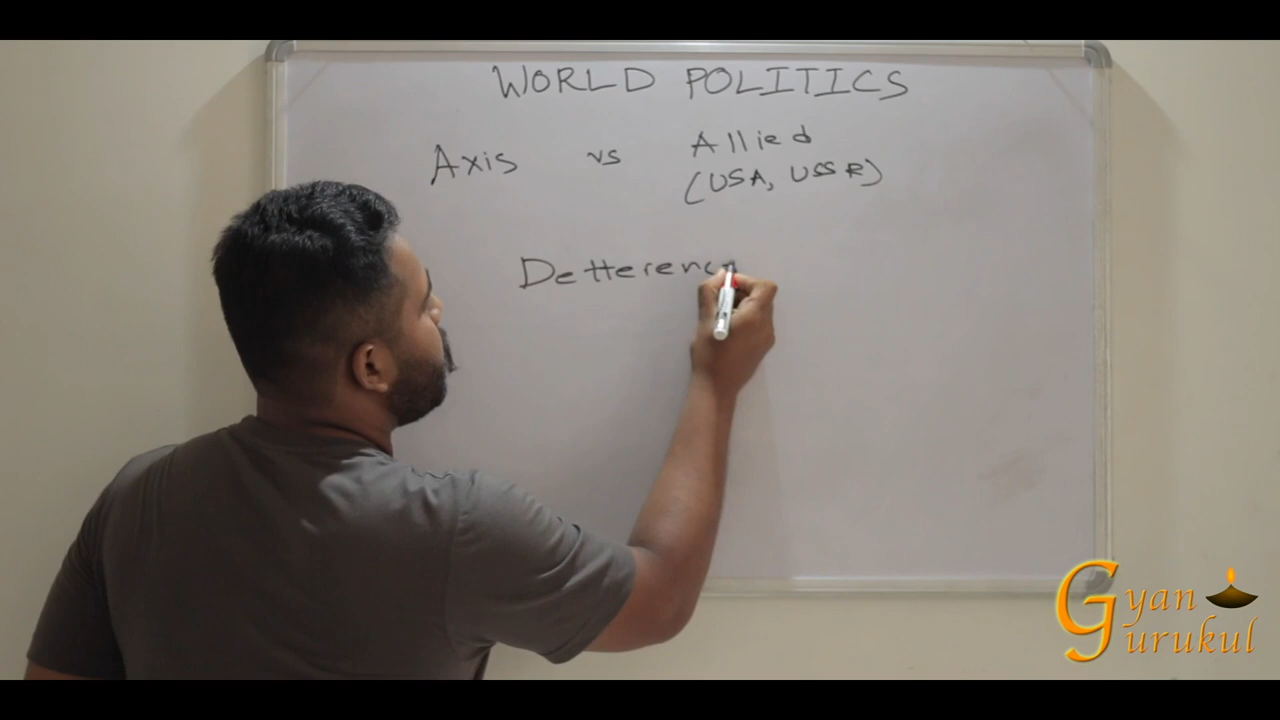 WORLD POLITICS
Axis vs Allied
(USA, USSR)
Detterenc
Gyan
Gurukul